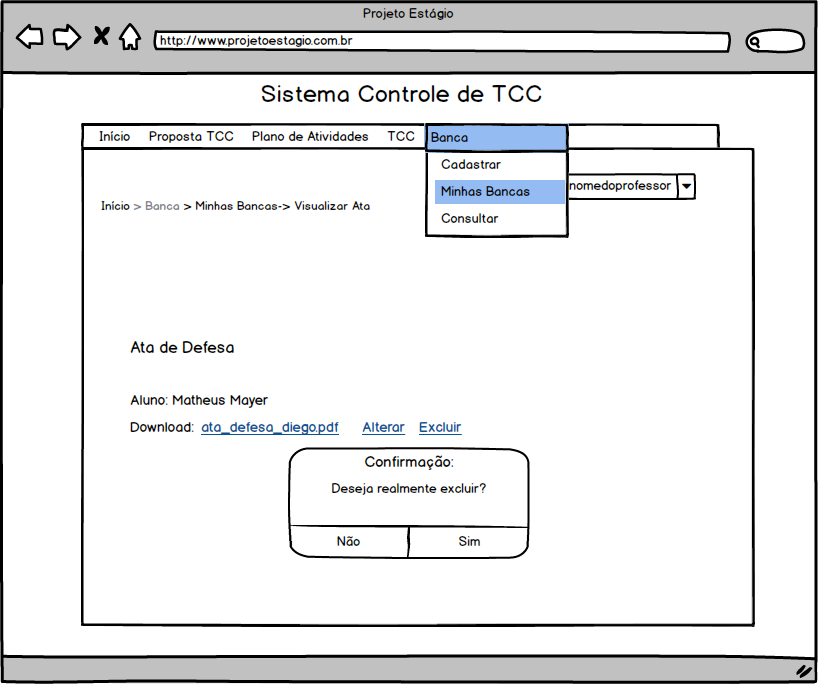 Projeto Estágio
http://www.projetoestagio.com.br
Sistema Controle de TCC
Início Proposta TCC Plano de Atividades TCC Banca
Cadastrar
Minhas Bancas
Consultar
nomedoprofessor
Início > Banca > Minhas Bancas-> Visualizar Ata
Ata de Defesa
Aluno: Matheus Mayer
Download: ata_defesa_diego.pdf Alterar Excluir
Confirmação:
Deseja realmente excluir?
Não Sim